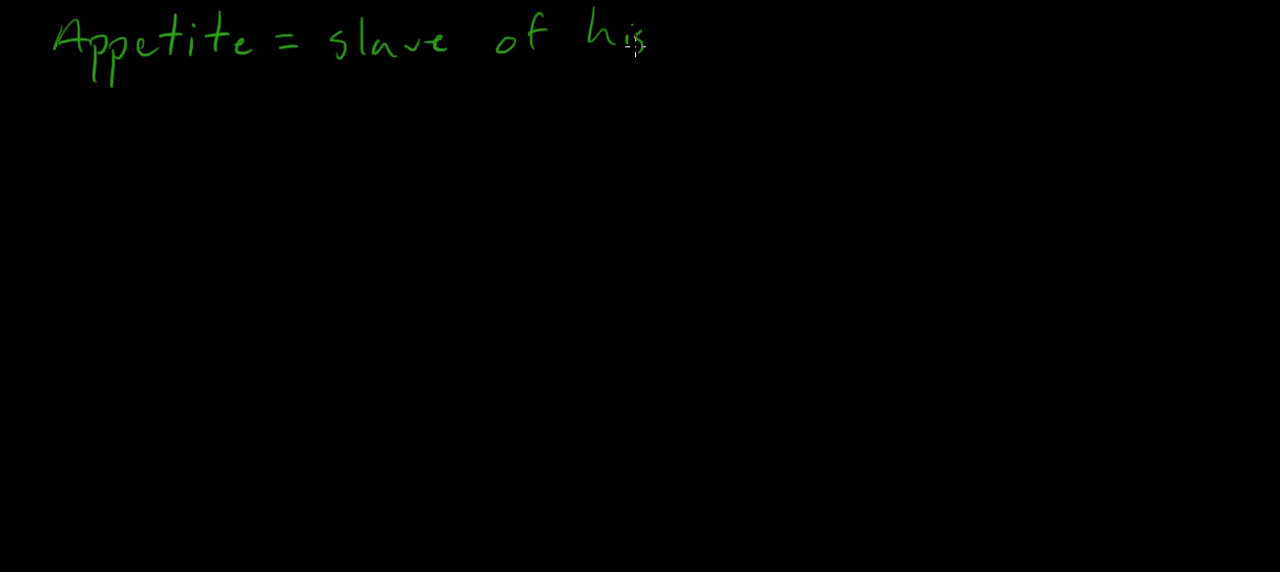 Appetite = slave of his